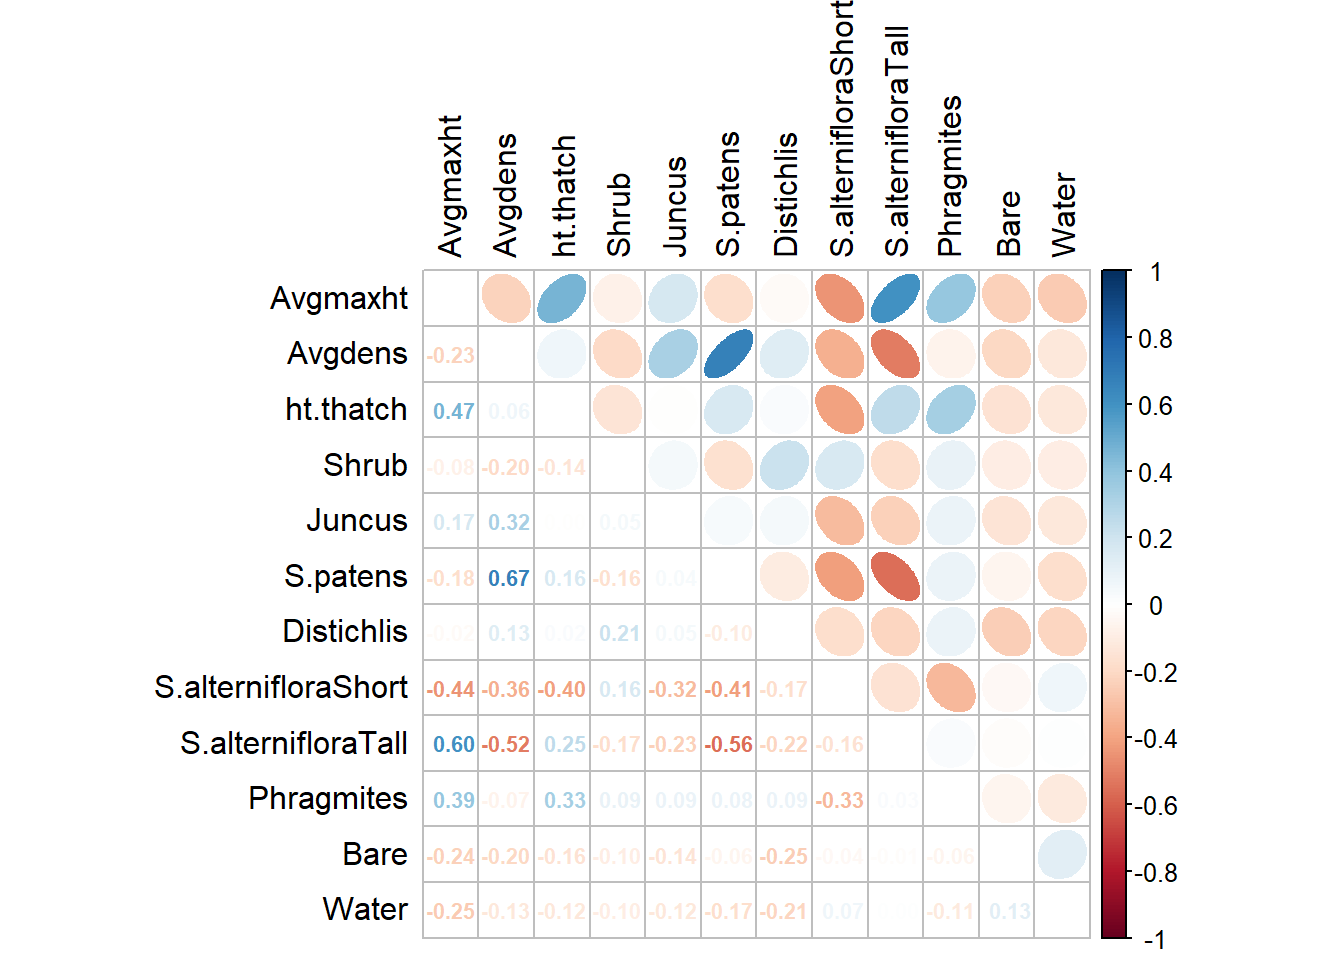 Avgmaxht Avgdens ht.thatch Shrub Juncus S.patens Distichlis S.alternifloraShort S.alternifloraTall Phragmites Bare Water
Avgmaxht 1
Avgdens -0.23 0.8
ht.thatch 0.47 0.06 0.6
Shrub -0.08 -0.20 -0.14 0.4
Juncus 0.17 0.32 0.05 0.2
S.patens -0.18 0.67 0.16 -0.16 0.04 0
Distichlis -0.02 0.13 0.02 0.21 0.05 -0.10
S.alternifloraShort -0.44 -0.36 -0.40 0.16 -0.32 -0.41 -0.17 -0.2
S.alternifloraTall 0.60 -0.52 0.25 -0.17 -0.23 -0.56 -0.22 -0.16 -0.4
Phragmites 0.39 -0.07 0.33 0.09 0.09 0.08 0.09 -0.33 0.03 -0.6
Bare -0.24 -0.20 -0.16 -0.10 -0.14 -0.06 -0.25 -0.04 -0.01 -0.06 -0.8
Water -0.25 -0.13 -0.12 -0.10 -0.12 -0.17 -0.21 0.07 -0.11 0.13 -1